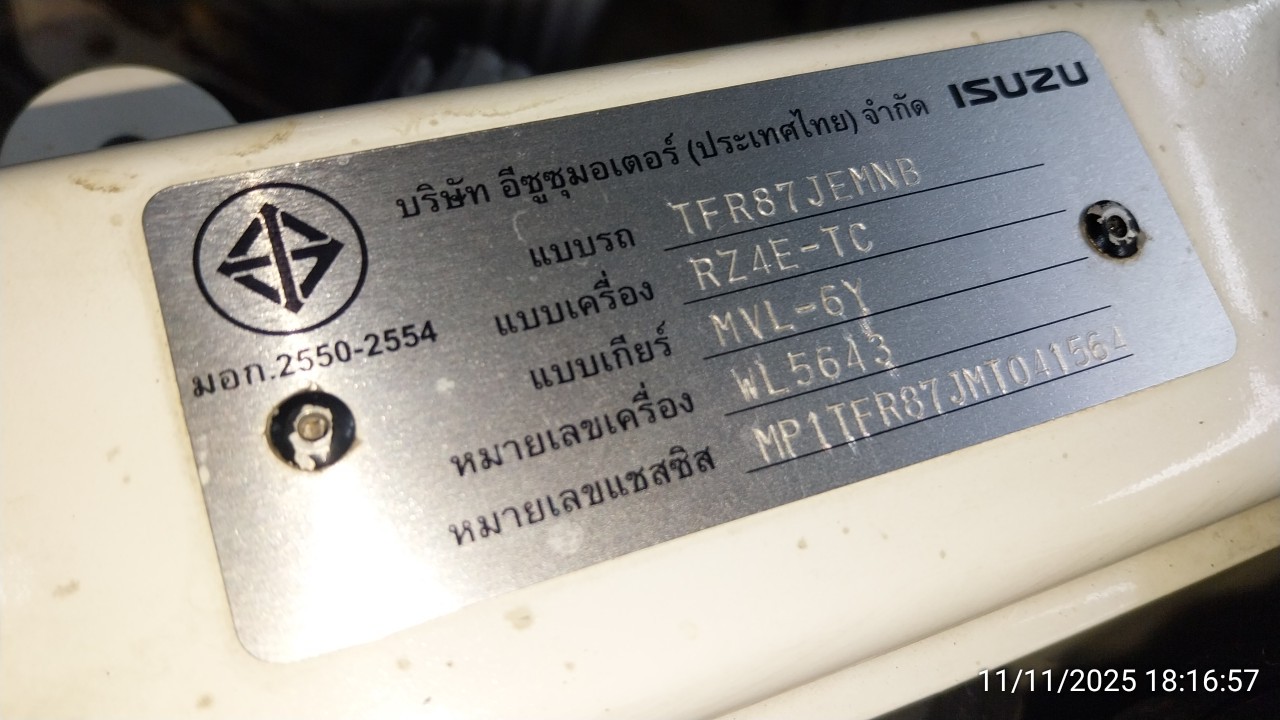 ISUZU
บริษัท อีซูซุมอเตอร์ (ประเทศไทย) จำกัด
แบบรถ TFR87JEMNB
แบบเครื่อง RZ4E-TC
แบบเกียร์ MVL-6Y
หมายเลขเครื่อง WL5643
หมายเลขแชสซิส MP1TFR87JMT041564
มอก.2550-2554
11/11/2025 18:16:57